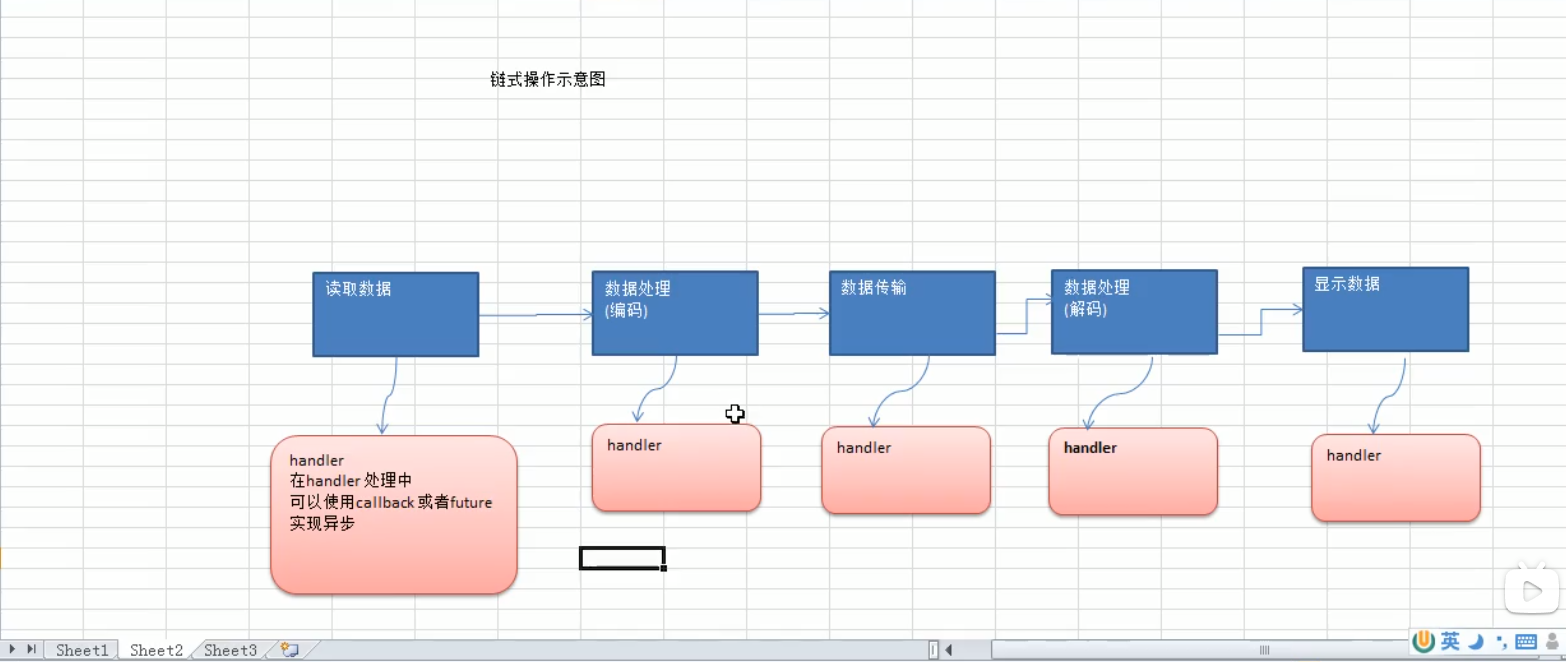 链式操作示意图
读取数据
数据处理
(编码)
数据传输
数据处理
(解码)
显示数据
handler
在handler 处理中
可以使用callback 或者future
实现异步
handler
handler
handler
handler
Sheet1
Sheet2
Sheet3
英